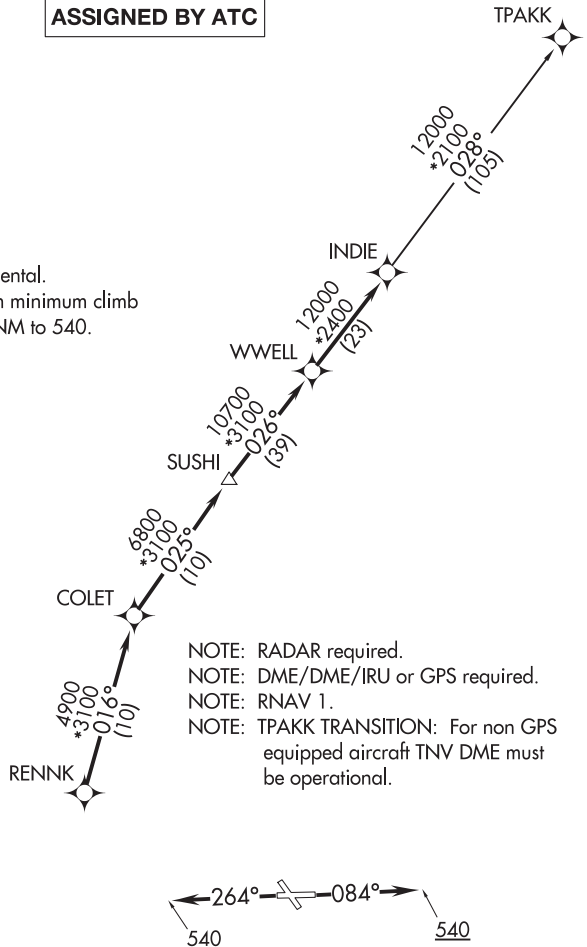 ASSIGNED BY ATC
TPAKK
12000
*2100
028°
(105)
INDIE
ental.
n minimum climb
NM to 540.
12000
*2400
(23)
WWELL
10700
*3100
026°
(39)
SUSHI
6800
*3100
025°
(10)
COLET
NOTE: RADAR required.
NOTE: DME/DME/IRU or GPS required.
NOTE: RNAV 1.
NOTE: TPAKK TRANSITION: For non GPS
equipped aircraft TNV DME must
be operational.
4900
*3100
016°
(10)
RENNK
264°
084°
540
540